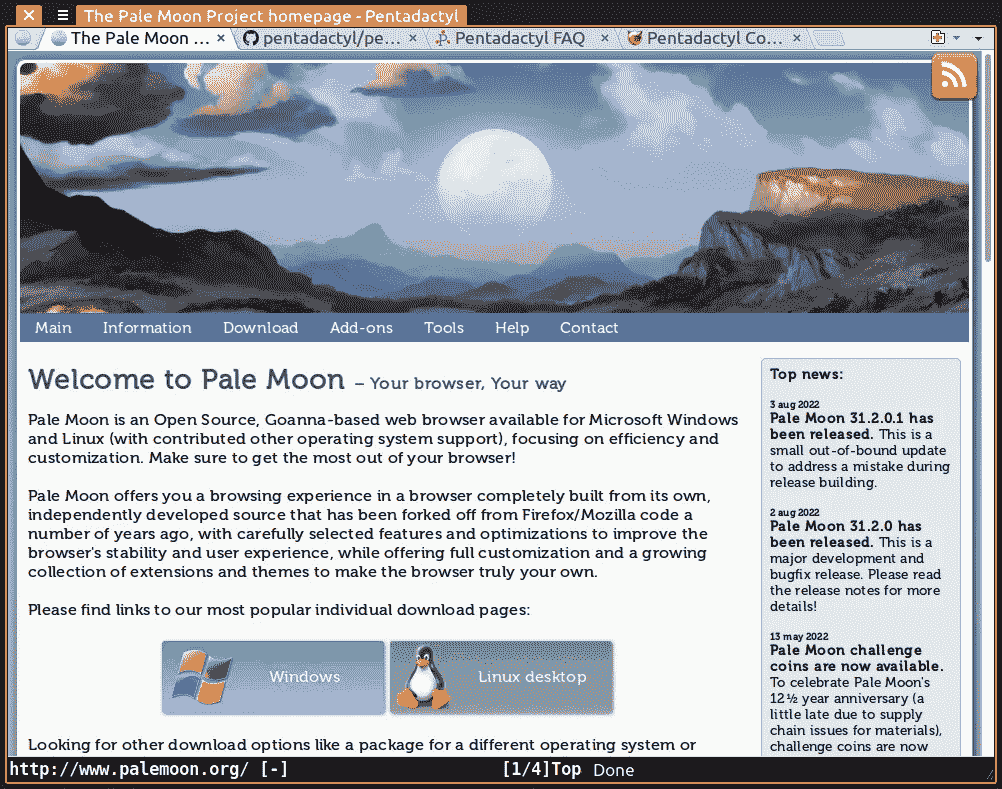 The Pale Moon Project homepage - Pentadactyl
The Pale Moon ... pentadactyl/pe... Pentadactyl FAQ Pentadactyl Co...
Main Information Download Add-ons Tools Help Contact
Welcome to Pale Moon – Your browser, Your way
Pale Moon is an Open Source, Goanna-based web browser available for Microsoft Windows
and Linux (with contributed other operating system support), focusing on efficiency and
customization. Make sure to get the most out of your browser!
Pale Moon offers you a browsing experience in a browser completely built from its own,
independently developed source that has been forked off from Firefox/Mozilla code a
number of years ago, with carefully selected features and optimizations to improve the
browser's stability and user experience, while offering full customization and a growing
collection of extensions and themes to make the browser truly your own.
Please find links to our most popular individual download pages:
Windows Linux desktop
Looking for other download options like a package for a different operating system or
Top news:
3 aug 2022
Pale Moon 31.2.0.1 has
been released. This is a
small out-of-bound update
to address a mistake during
release building.
2 aug 2022
Pale Moon 31.2.0 has
been released. This is a
major development and
bugfix release. Please read
the release notes for more
details!
13 may 2022
Pale Moon challenge
coins are now available.
To celebrate Pale Moon's
12½ year anniversary (a
little late due to supply
chain issues for materials),
challenge coins are now
http://www.palemoon.org/ [-] [1/4]Top Done